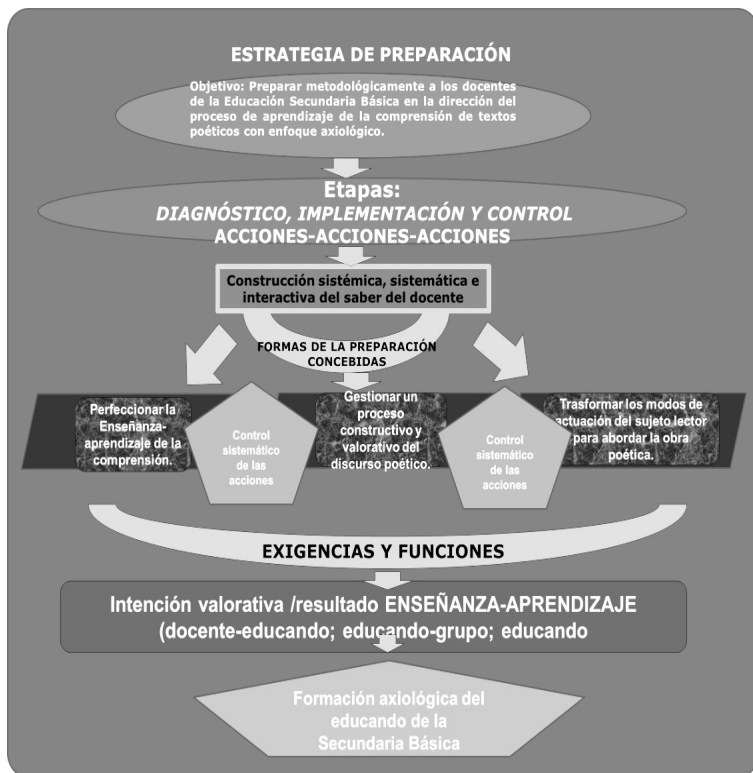 ESTRATEGIA DE PREPARACIÓN
Objetivo: Preparar metodológicamente a los docentes
de la Educación Secundaria Básica en la dirección del
proceso de aprendizaje de la comprensión de textos
poéticos con enfoque axiológico.
Etapas:
DIAGNÓSTICO, IMPLEMENTACIÓN Y CONTROL
ACCIONES-ACCIONES-ACCIONES
Construcción sistémica, sistemática e
interactiva del saber del docente
FORMAS DE LA PREPARACIÓN
CONCEBIDAS
Perfeccionar la
Enseñanza-
aprendizaje de la
comprensión.
Control
sistemático
de las
acciones
Gestionar un
proceso
constructivo y
valorativo del
discurso poético.
Control
sistemático
de las
acciones
Trasformar los modos de
actuación del sujeto lector
para abordar la obra
poética.
EXIGENCIAS Y FUNCIONES
Intención valorativa /resultado ENSEÑANZA-APRENDIZAJE
(docente-educando; educando-grupo; educando
Formación axiológica del
educando de la
Secundaria Básica